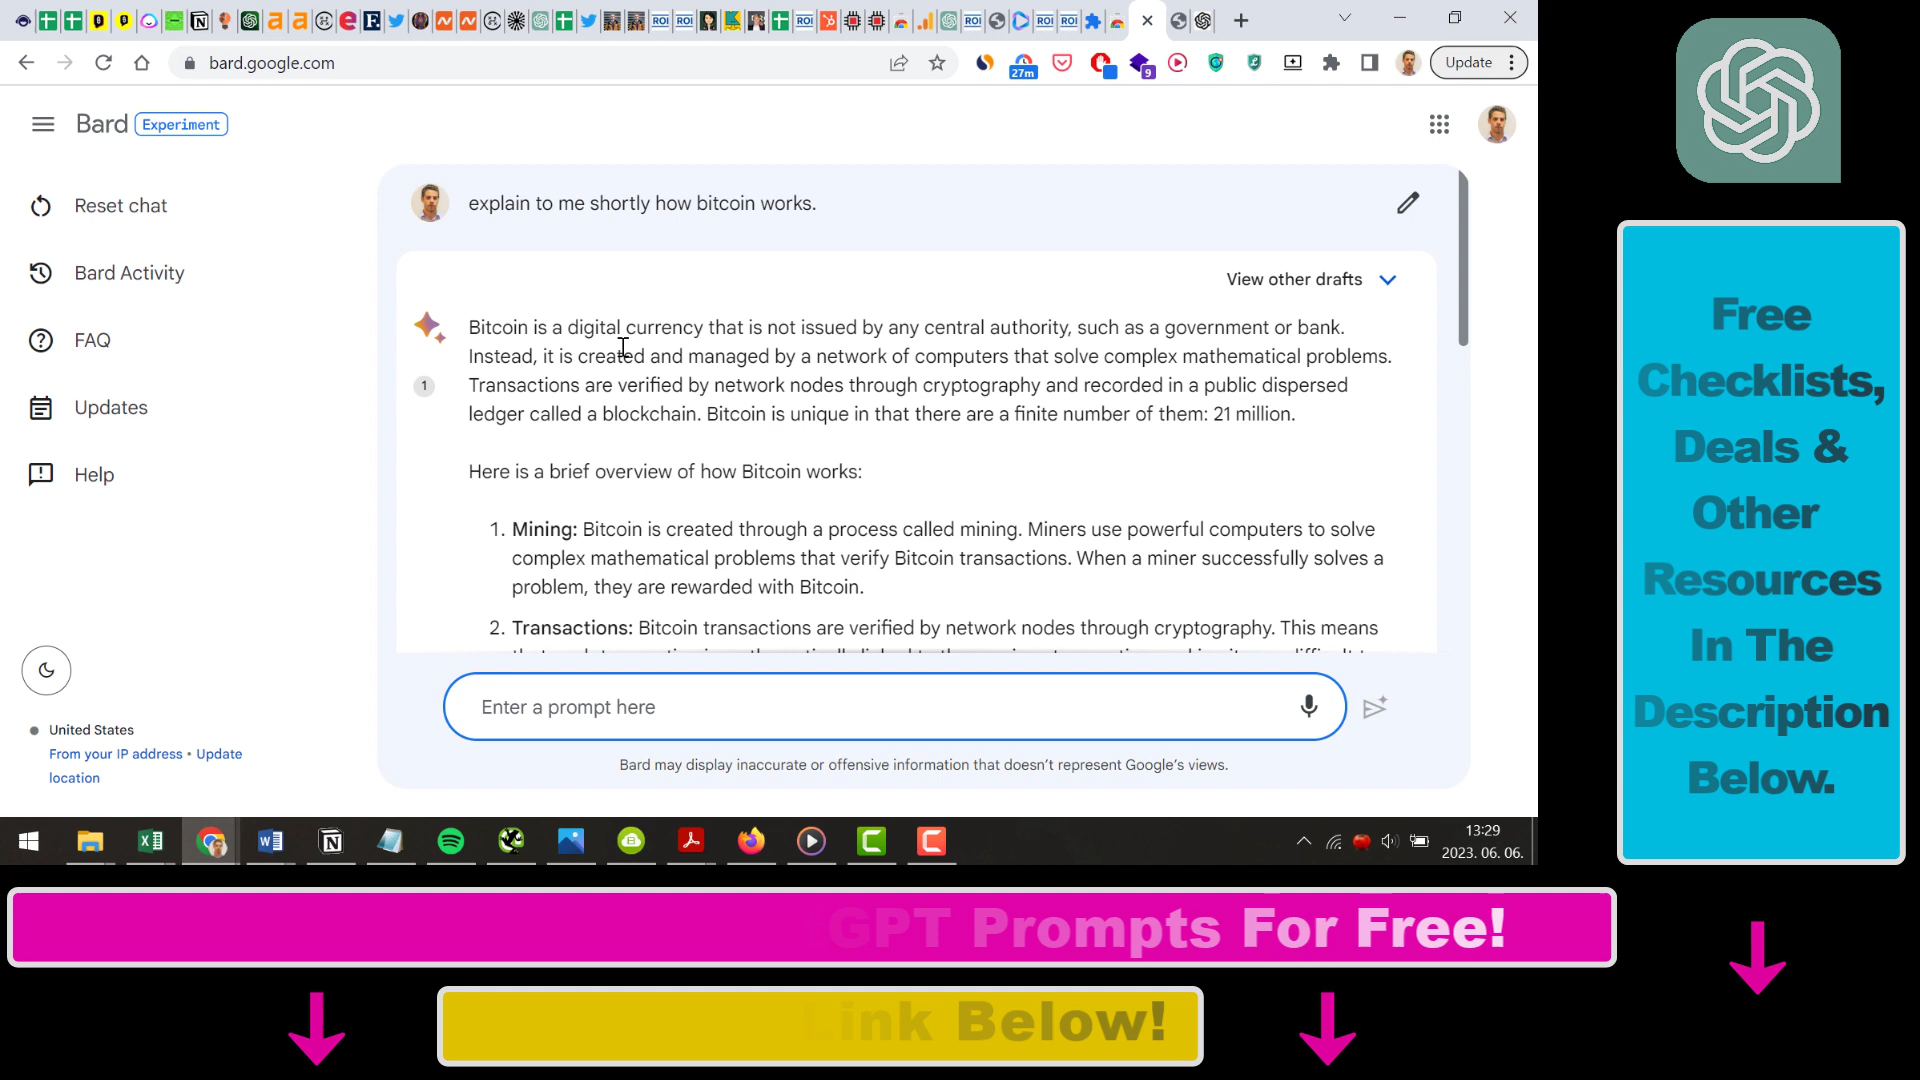 bard.google.com
27m
9
Update
Bard
Experiment
Reset chat
Bard Activity
FAQ
Updates
Help
United States
From your IP address • Update
location
explain to me shortly how bitcoin works.
View other drafts
Bitcoin is a digital currency that is not issued by any central authority, such as a government or bank.
Instead, it is created and managed by a network of computers that solve complex mathematical problems.
1
Transactions are verified by network nodes through cryptography and recorded in a public dispersed
ledger called a blockchain. Bitcoin is unique in that there are a finite number of them: 21 million.
Here is a brief overview of how Bitcoin works:
1. Mining: Bitcoin is created through a process called mining. Miners use powerful computers to solve
complex mathematical problems that verify Bitcoin transactions. When a miner successfully solves a
problem, they are rewarded with Bitcoin.
2. Transactions: Bitcoin transactions are verified by network nodes through cryptography. This means
Enter a prompt here
Bard may display inaccurate or offensive information that doesn't represent Google's views.
13:29
2023. 06. 06.
Free
Checklists,
Deals &
Other
Resources
In The
Description
Below.
GPT Prompts For Free!
Link Below!